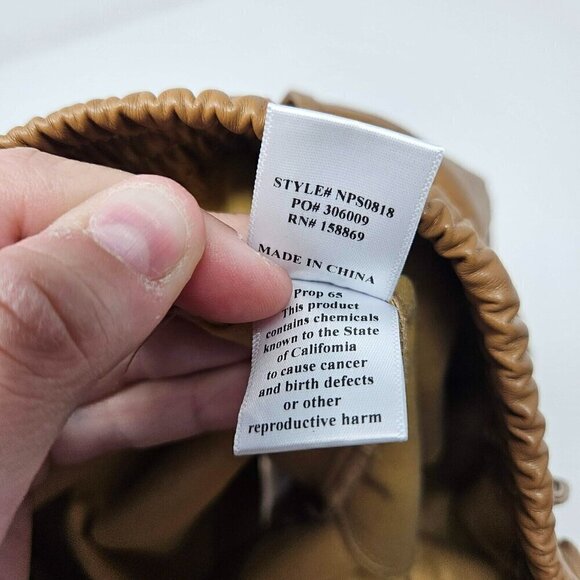 STYLE# NPS0818
PO# 306009
RN# 158869
MADE IN CHINA
Prop 65
This product
contains chemicals
known to the State
of California
to cause cancer
and birth defects
or other
reproductive harm